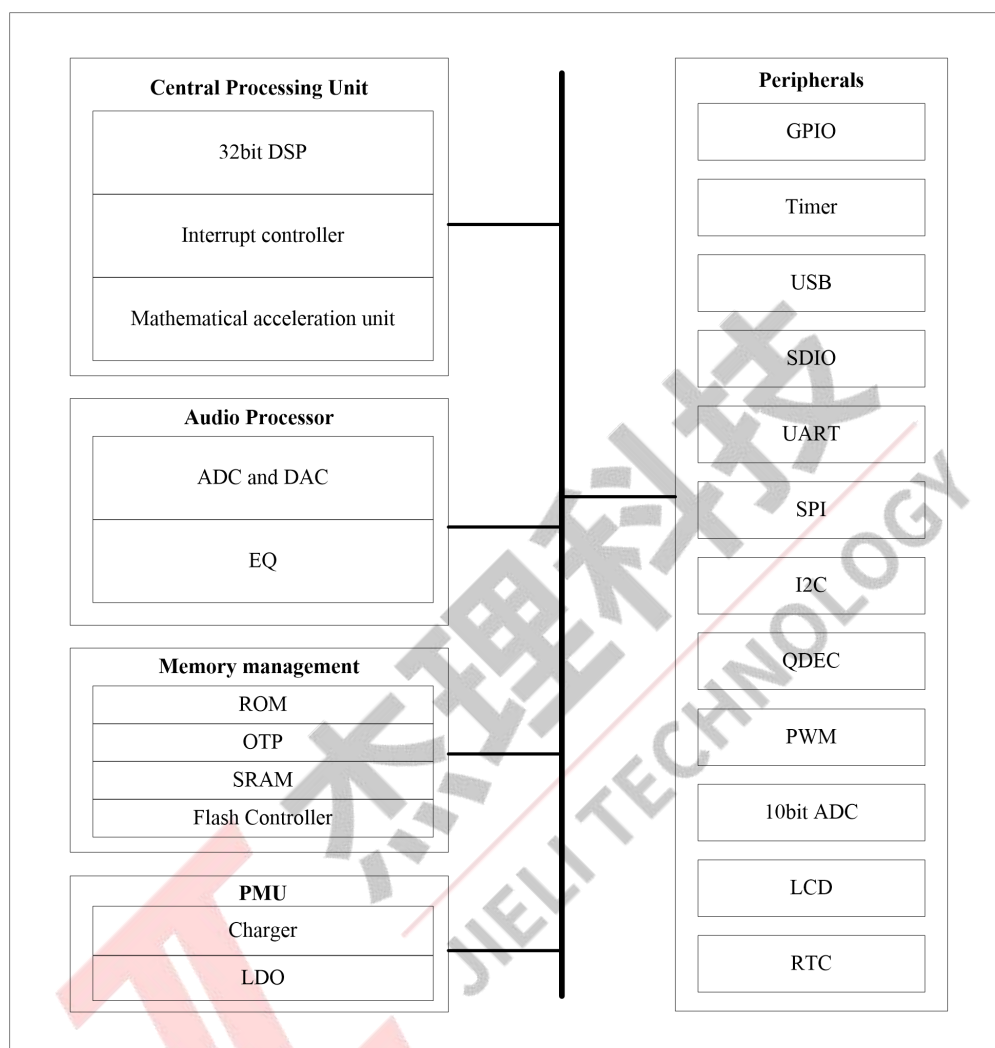 Central Processing Unit
32bit DSP
Interrupt controller
Mathematical acceleration unit
Audio Processor
ADC and DAC
EQ
Memory management
ROM
OTP
SRAM
Flash Controller
PMU
Charger
LDO
Peripherals
GPIO
Timer
USB
SDIO
UART
SPI
I2C
QDEC
PWM
10bit ADC
LCD
RTC
杰理科技
JIELI TECHNOLOGY